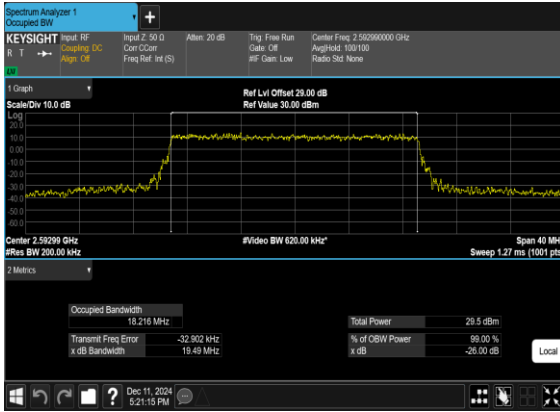 Spectrum Analyzer 1
Occupied BW
KEYSIGHT Input: RF Input Z: 50 Ω Atten: 20 dB Trig: Free Run Center Freq: 2.592990000 GHz
R T Coupling: DC Corr CCorr Gate: Off Avg|Hold: 100/100
Align: Off Freq Ref: Int (S) #IF Gain: Low Radio Std: None
1 Graph Ref Lvl Offset 29.00 dB
Scale/Div 10.0 dB Ref Value 30.00 dBm
Log
20.0
10.0
0.00
-10.0
-20.0
-30.0
-40.0
-50.0
-60.0
Center 2.59299 GHz #Video BW 620.00 kHz* Span 40 MH
#Res BW 200.00 kHz Sweep 1.27 ms (1001 pts
2 Metrics
Occupied Bandwidth
18.216 MHz Total Power 29.5 dBm
Transmit Freq Error -32.902 kHz % of OBW Power 99.00 %
x dB Bandwidth 19.49 MHz x dB -26.00 dB
Local
Dec 11, 2024
5:21:15 PM